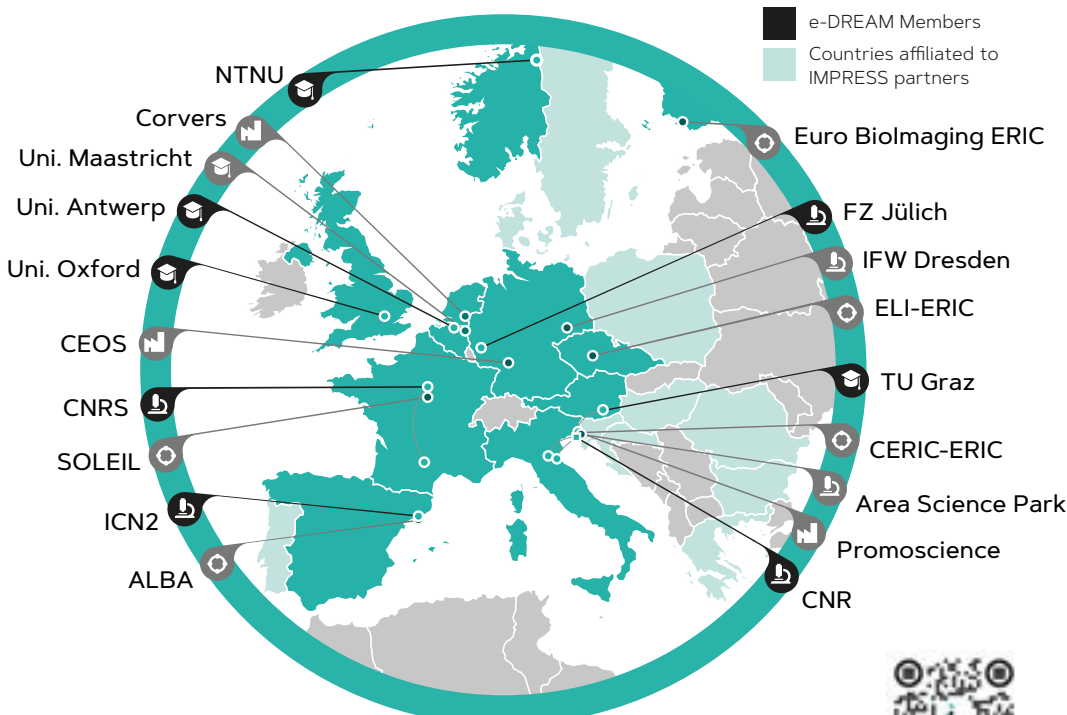 e-DREAM Members
Countries affiliated to
IMPRESS partners
NTNU
Corvers
Uni. Maastricht
Uni. Antwerp
Uni. Oxford
CEOS
CNRS
SOLEIL
ICN2
ALBA
Euro BioImaging ERIC
FZ Jülich
IFW Dresden
ELI-ERIC
TU Graz
CERIC-ERIC
Area Science Park
Promoscience
CNR